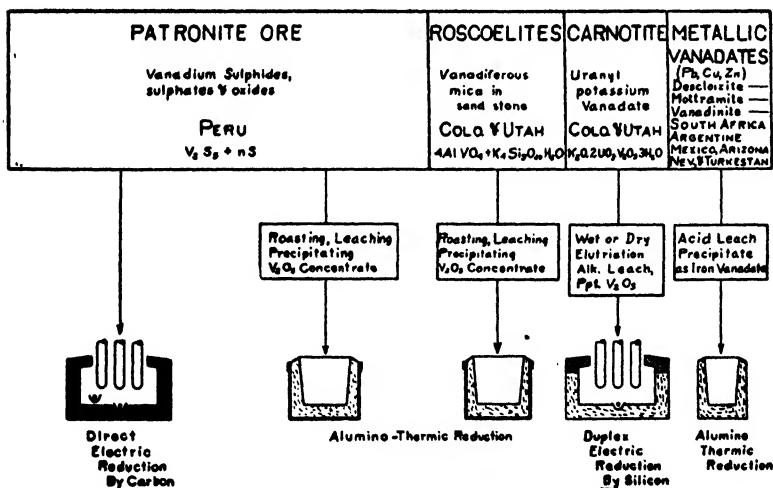 PATRONITE ORE
Vanadium Sulphides,
sulphates & oxides
PERU
V₂ S₅ + nS
ROSCOELITES
Vanadiferous
mica in
sand stone
COLO. & UTAH
CARNOTITE
Uranyl
potassium
Vanadate
COLO. & UTAH
METALLIC
VANADATES
(Pb, Cu, Zn)
Descloizite —
Mottramite —
Vanadinite —
SOUTH AFRICA
ARGENTINE
MEXICO, ARIZONA
NEV. & TURKESTAN
Roasting, Leaching
Precipitating
V₂O₅ Concentrate
Roasting, Leaching
Precipitating
V₂O₅ Concentrate
Wet or Dry
Elutriation
Alk. Leach,
Ppt. V₂O₅
Acid Leach
Precipitate
as Iron Vanadate
Direct
Electric
Reduction
By Carbon
Alumino-Thermic Reduction
Duplex
Electric
Reduction
By Silicon
Alumino
Thermic
Reduction